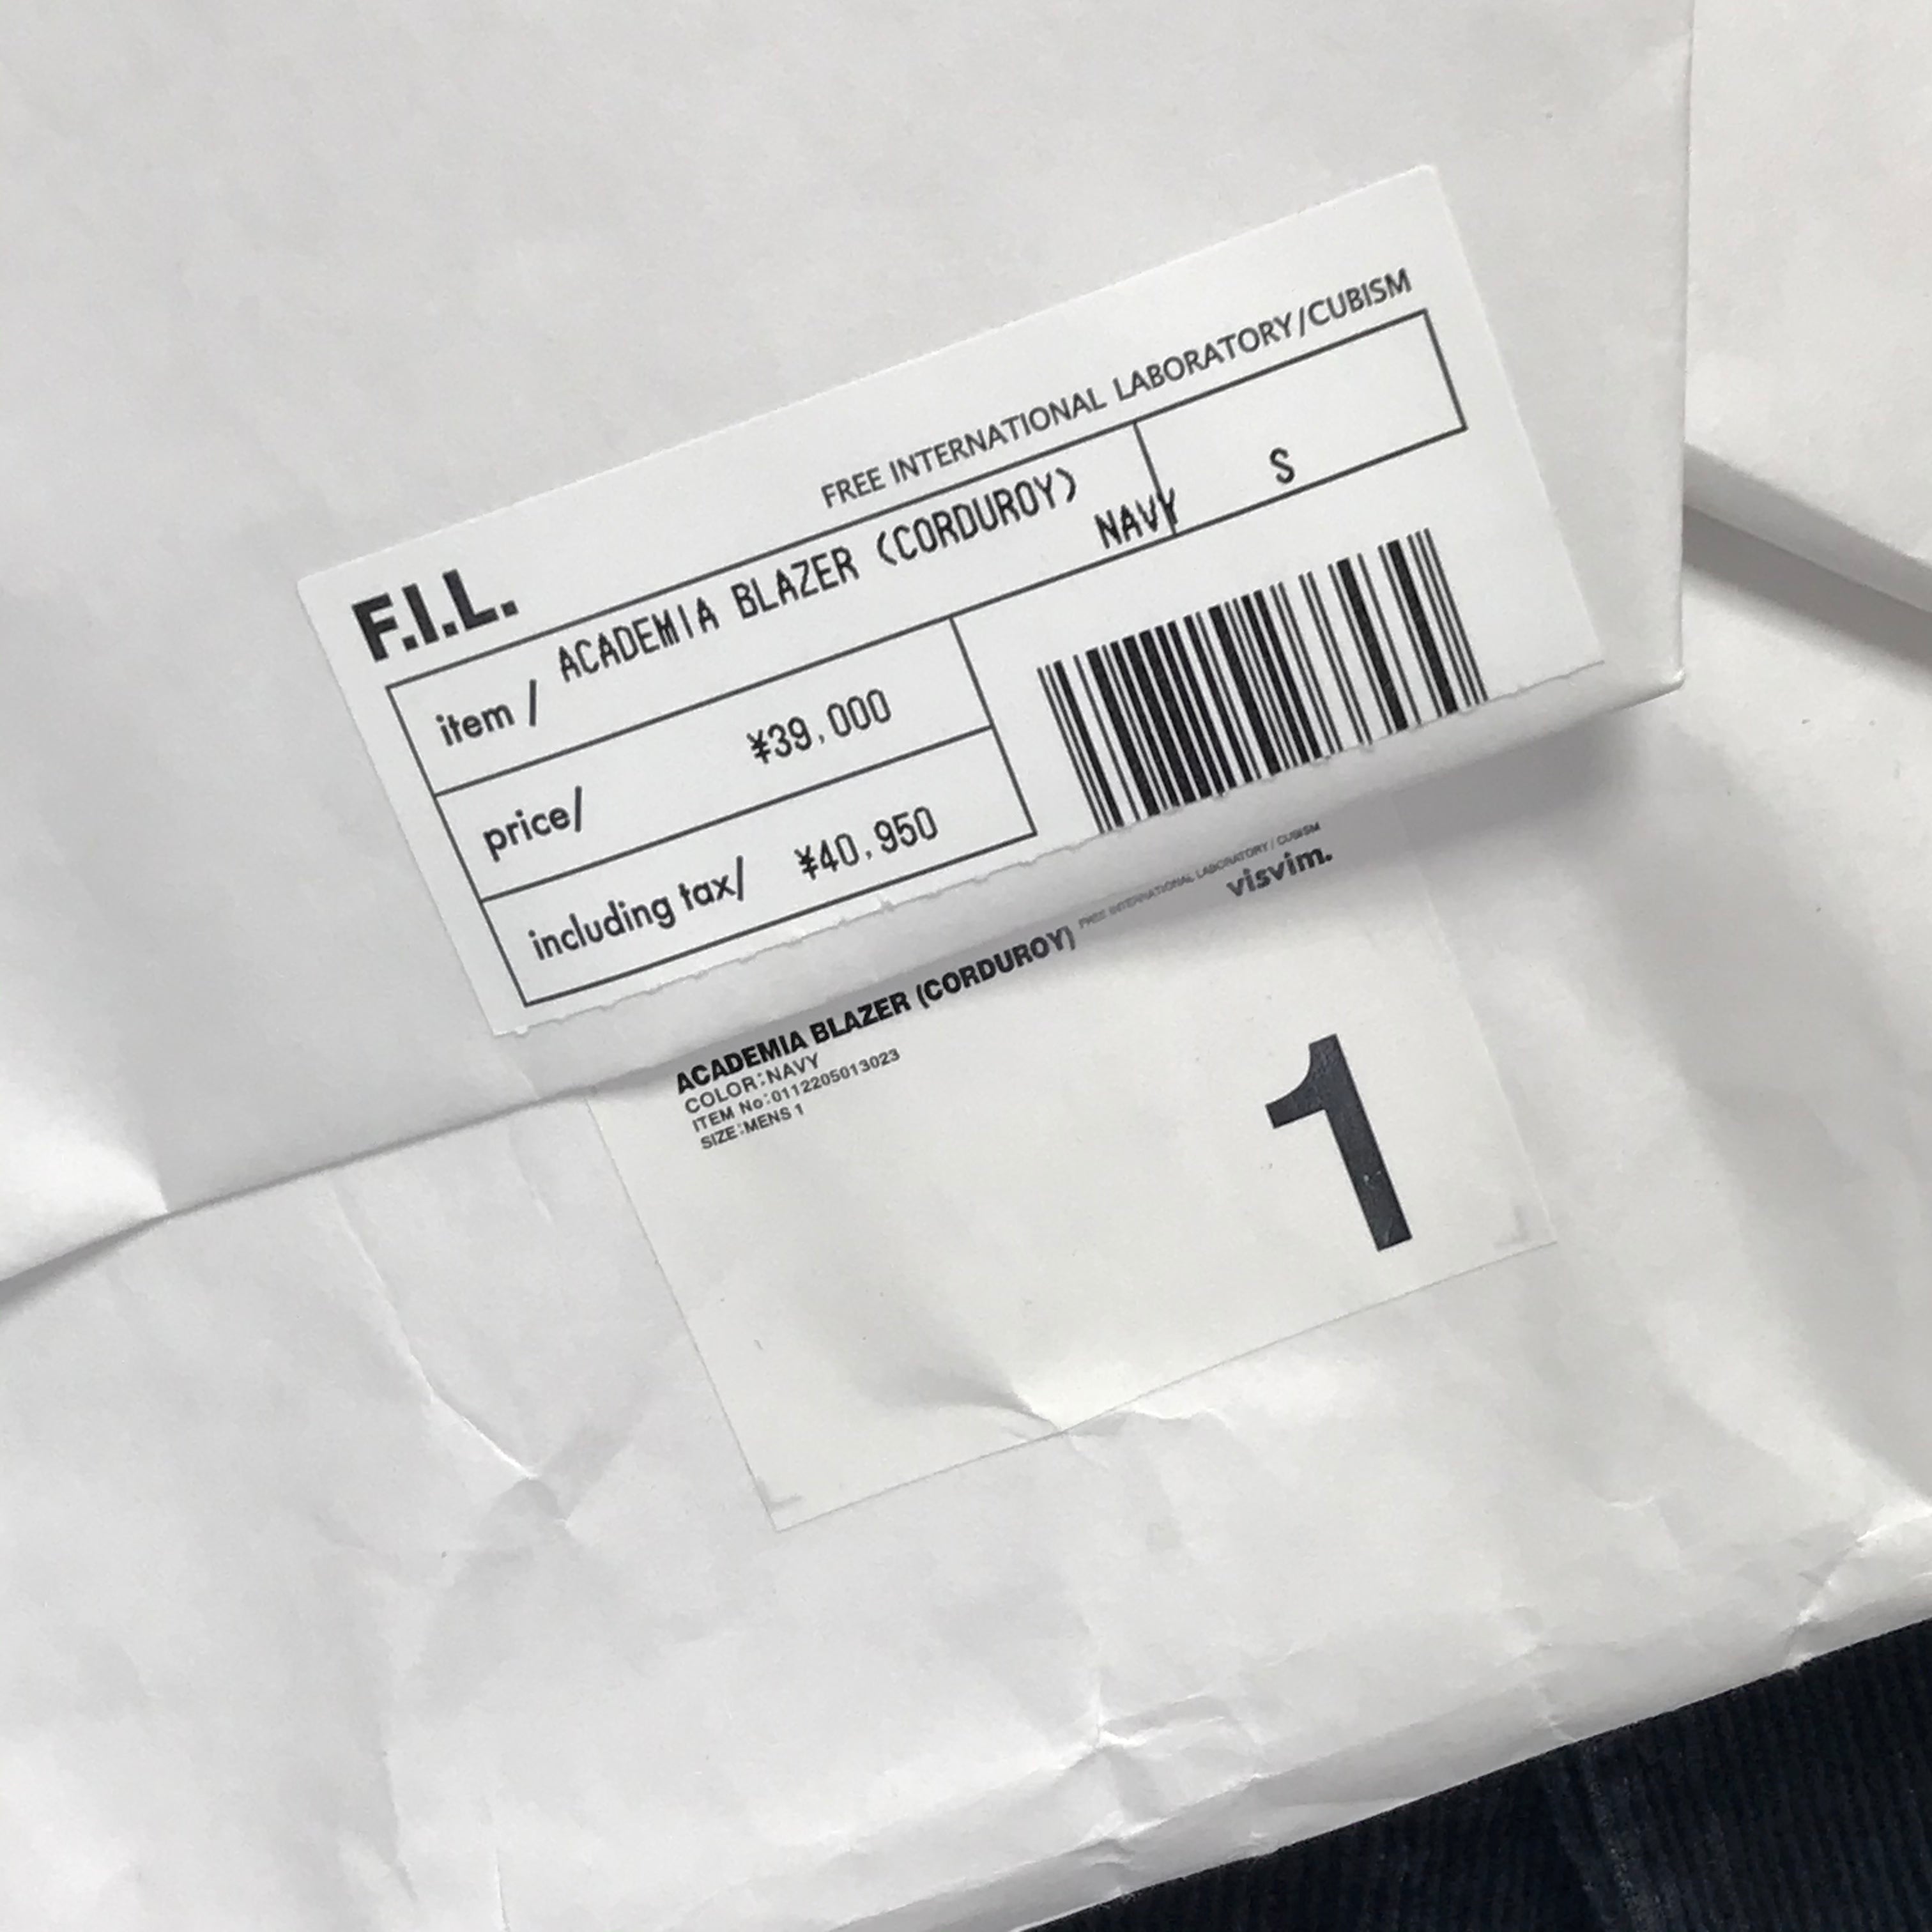 FREE INTERNATIONAL LABORATORY/CUBISM
F.I.L.
item / ACADEMIA BLAZER (CORDUROY)
NAVY
S
price/ ¥39,000
including tax/ ¥40,950
FREE INTERNATIONAL LABORATORY / CUBISM
visvim.
ACADEMIA BLAZER (CORDUROY)
COLOR:NAVY
ITEM No:0112205013023
SIZE:MENS 1
1